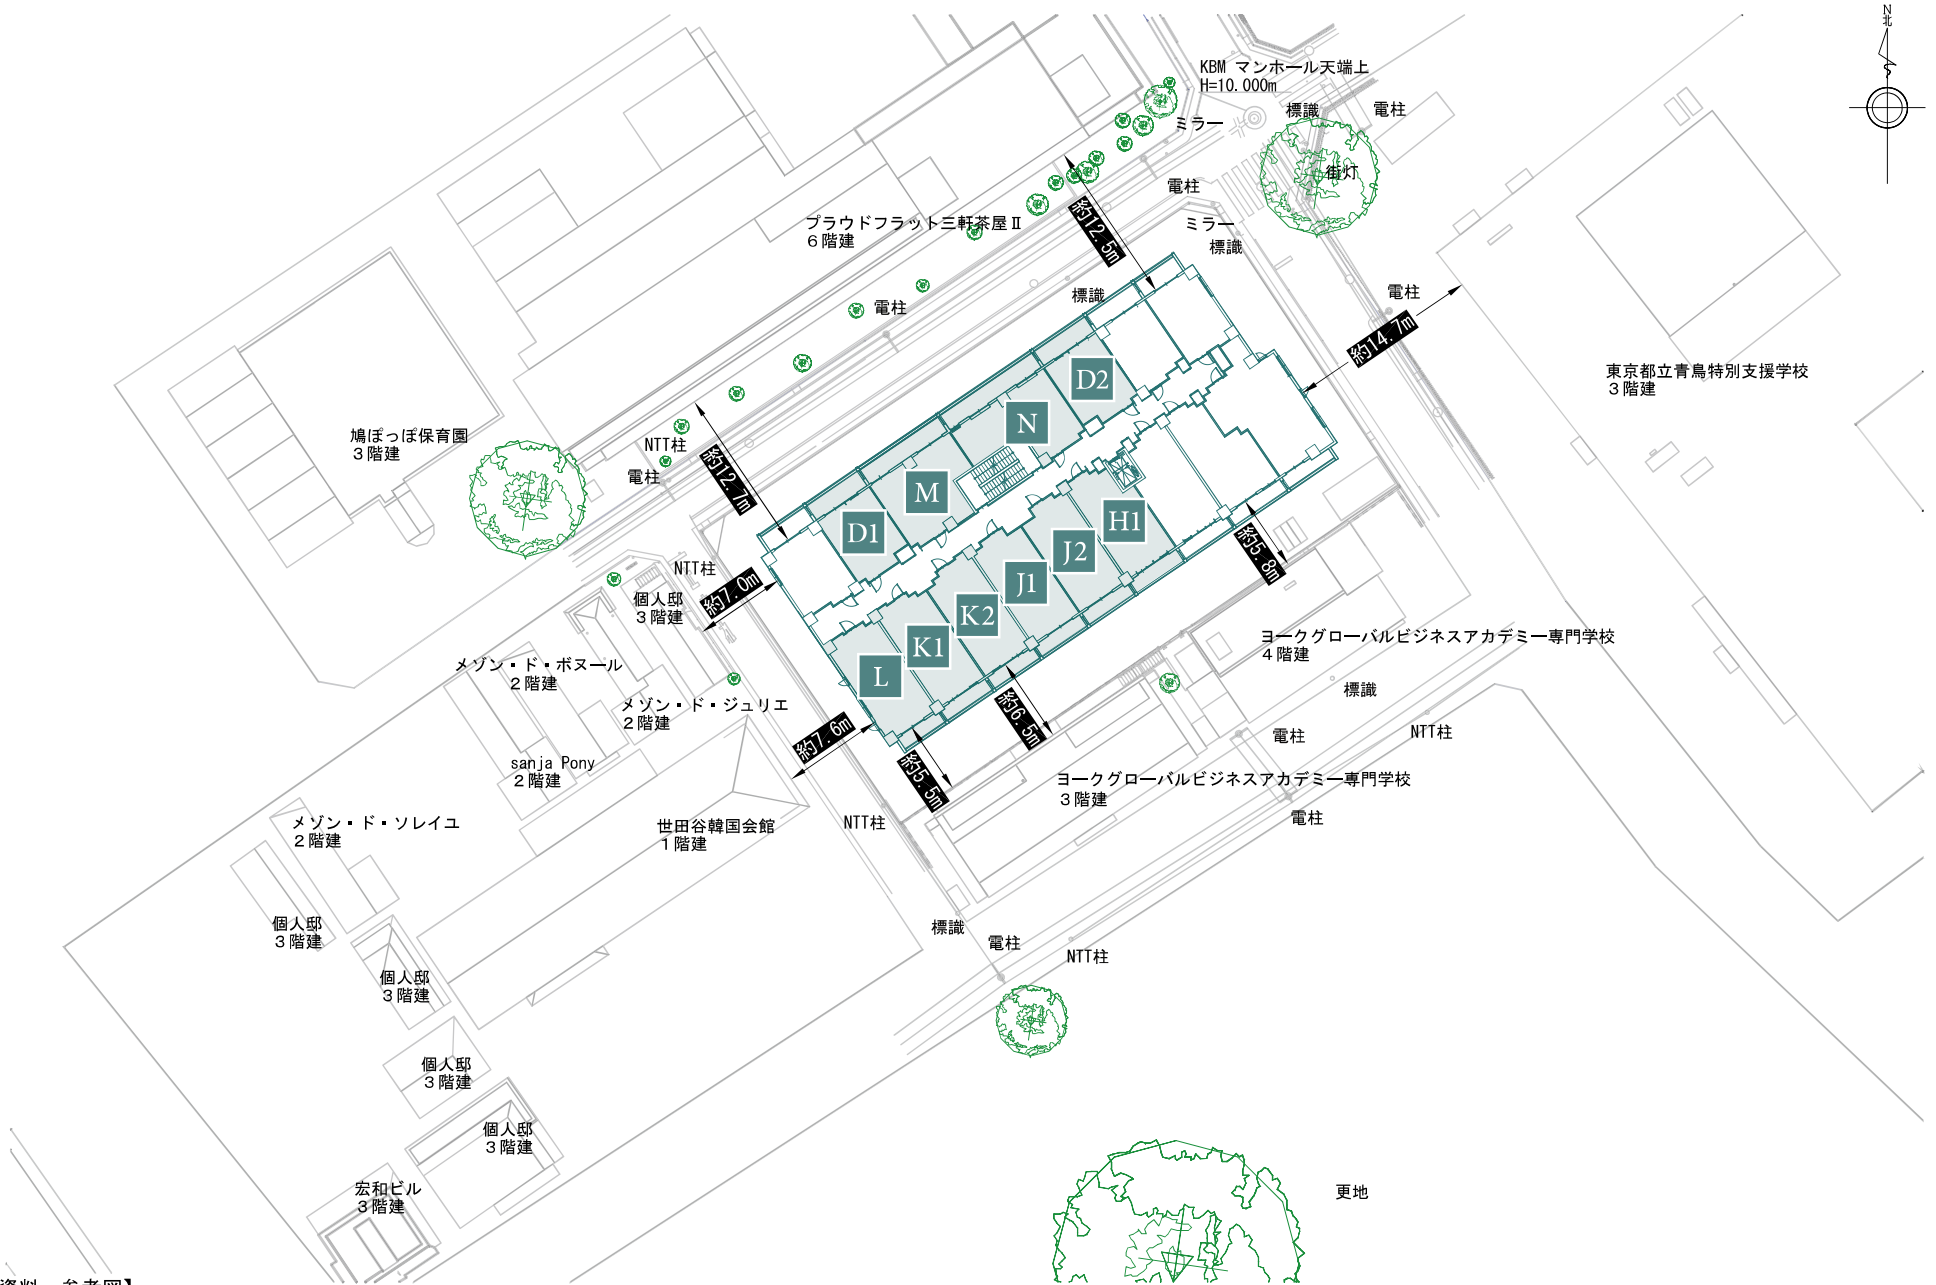 N
北
KBM マンホール天端上
H=10.000m
標識
電柱
ミラー
街灯
電柱
プラウドフラット三軒茶屋Ⅱ
６階建
約12.5m
ミラー
標識
標識
電柱
電柱
約14.7m
東京都立青鳥特別支援学校
３階建
D2
N
鳩ぽっぽ保育園
３階建
NTT柱
電柱
約12.7m
M
D1
H1
J2
J1
K2
K1
L
約5.8m
NTT柱
約7.0m
個人邸
３階建
ヨークグローバルビジネスアカデミー専門学校
４階建
メゾン・ド・ボヌール
２階建
標識
メゾン・ド・ジュリエ
２階建
約7.6m
約6.5m
電柱
NTT柱
sanja Pony
２階建
約5.5m
ヨークグローバルビジネスアカデミー専門学校
３階建
メゾン・ド・ソレイユ
２階建
世田谷韓国会館
１階建
NTT柱
電柱
個人邸
３階建
標識
電柱
NTT柱
個人邸
３階建
個人邸
３階建
個人邸
３階建
宏和ビル
３階建
更地